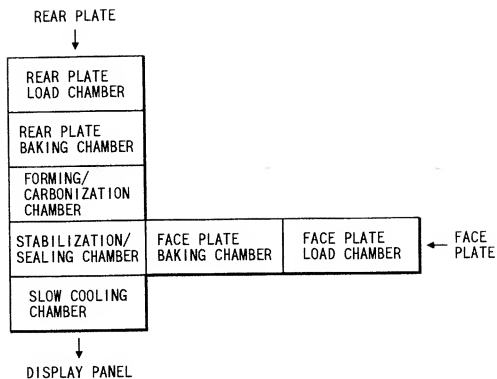 REAR PLATE
REAR PLATE
LOAD CHAMBER
REAR PLATE
BAKING CHAMBER
FORMING/
CARBONIZATION
CHAMBER
STABILIZATION/
SEALING CHAMBER
FACE PLATE
BAKING CHAMBER
FACE PLATE
LOAD CHAMBER
FACE
PLATE
SLOW COOLING
CHAMBER
DISPLAY PANEL